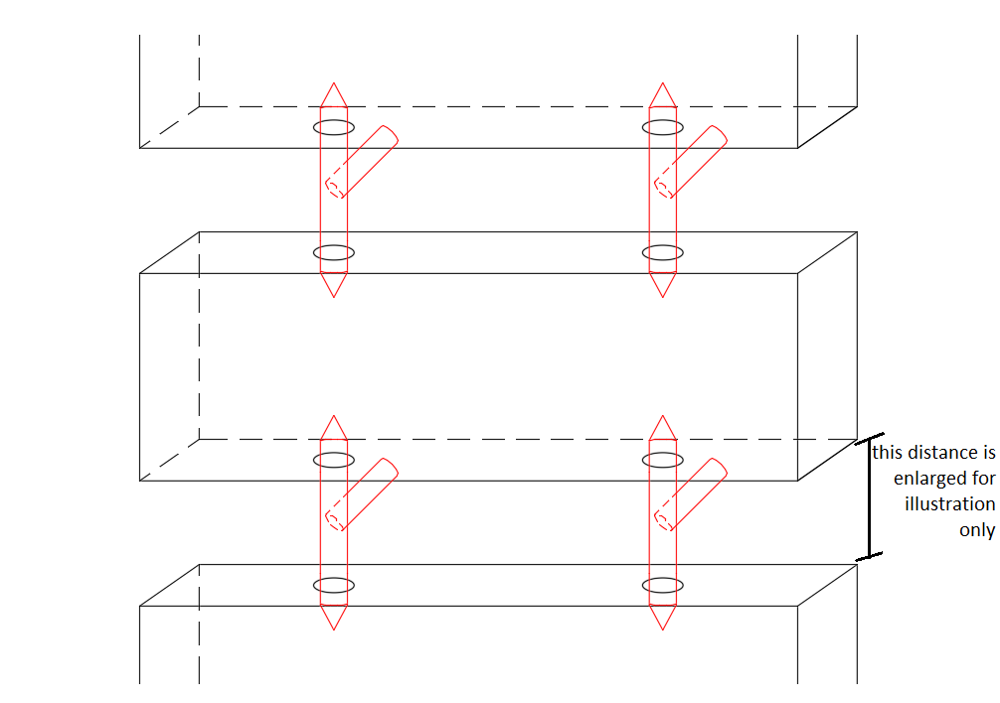 this distance is
enlarged for
illustration
only